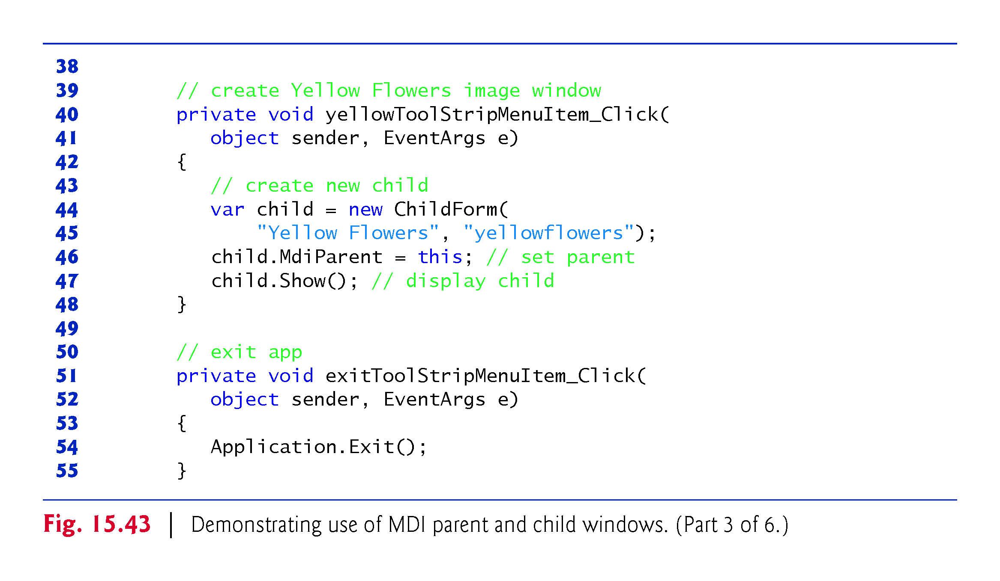 38
39 // create Yellow Flowers image window
40 private void yellowToolStripMenuItem_Click(
41 object sender, EventArgs e)
42 {
43 // create new child
44 var child = new ChildForm(
45 "Yellow Flowers", "yellowflowers");
46 child.MdiParent = this; // set parent
47 child.Show(); // display child
48 }
49
50 // exit app
51 private void exitToolStripMenuItem_Click(
52 object sender, EventArgs e)
53 {
54 Application.Exit();
55 }
Fig. 15.43 | Demonstrating use of MDI parent and child windows. (Part 3 of 6.)